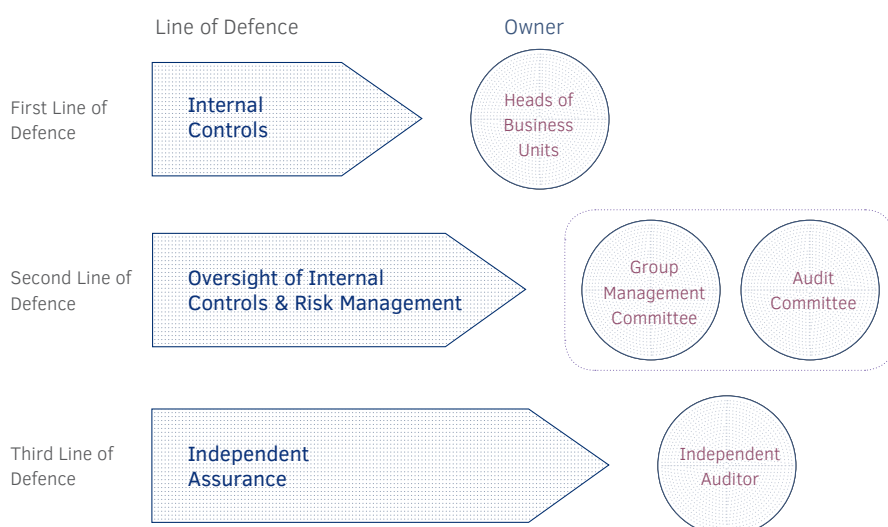 Line of Defence
Owner
First Line of
Defence
Internal
Controls
Heads of
Business
Units
Second Line of
Defence
Oversight of Internal
Controls & Risk Management
Group
Management
Committee
Audit
Committee
Third Line of
Defence
Independent
Assurance
Independent
Auditor